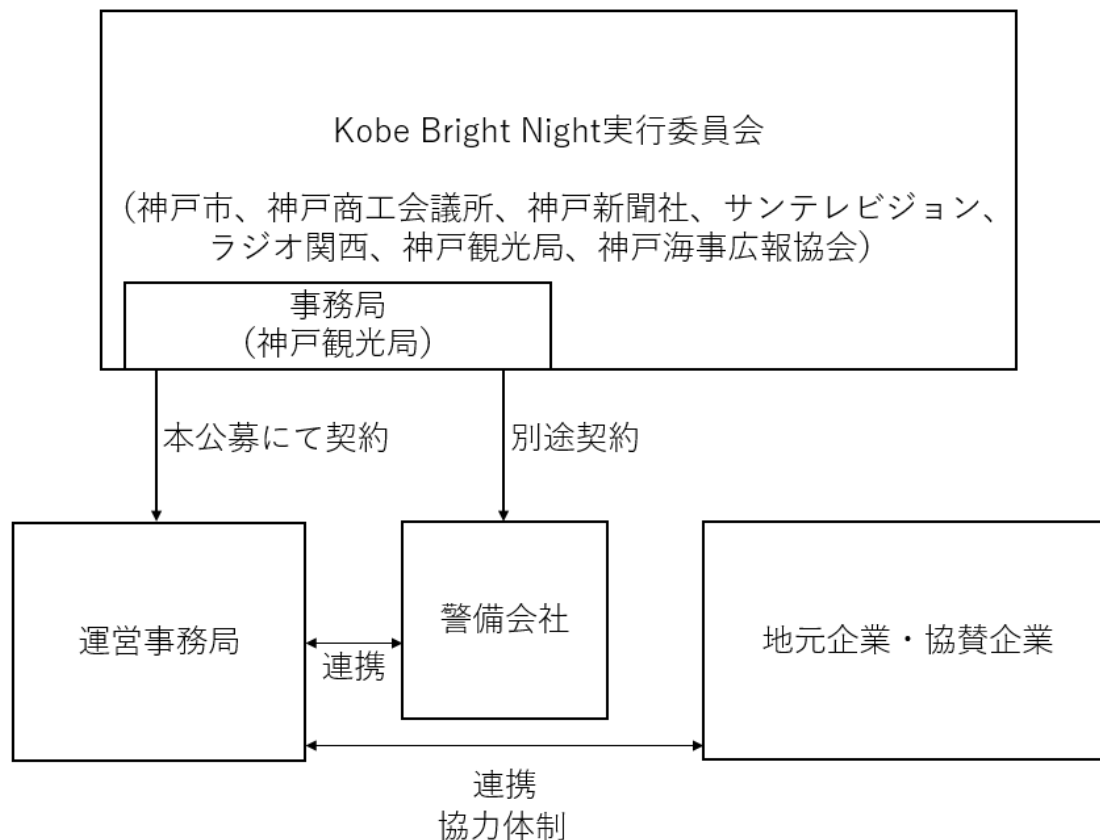 Kobe Bright Night実行委員会
（神戸市、神戸商工会議所、神戸新聞社、サンテレビジョン、
ラジオ関西、神戸観光局、神戸海事広報協会）
事務局
（神戸観光局）
本公募にて契約
別途契約
運営事務局
連携
警備会社
地元企業・協賛企業
連携
協力体制